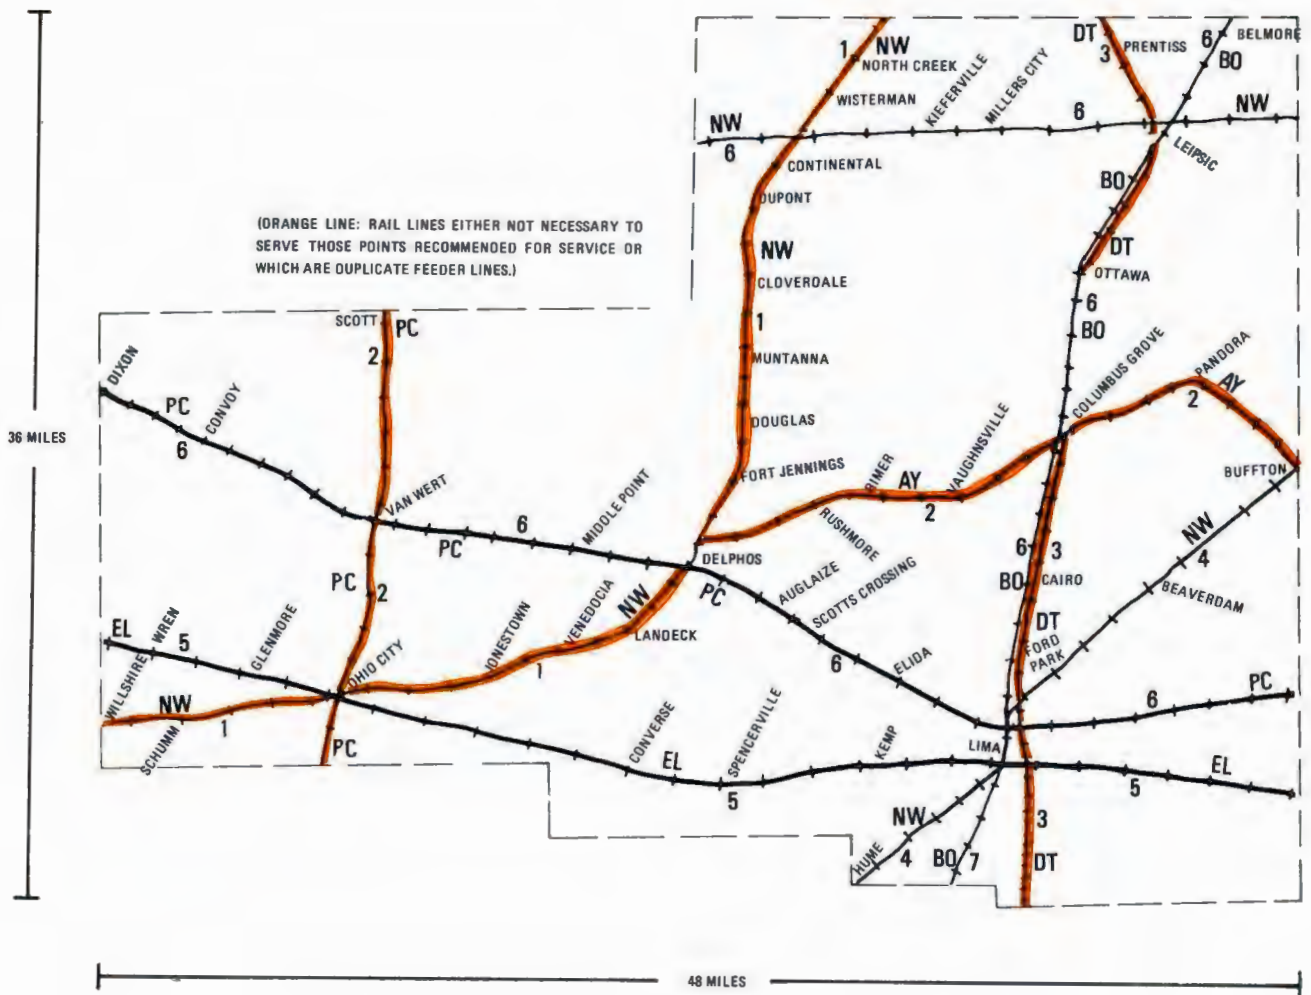 DT
3
PRENTISS
6
BELMORE
BO
1
NW
NORTH CREEK
WISTERMAN
KIEFERVILLE
MILLERS CITY
6
NW
NW
6
LEIPSIC
CONTINENTAL
DUPONT
BO
(ORANGE LINE: RAIL LINES EITHER NOT NECESSARY TO
SERVE THOSE POINTS RECOMMENDED FOR SERVICE OR
WHICH ARE DUPLICATE FEEDER LINES.)
NW
CLOVERDALE
DT
OTTAWA
6
BO
SCOTT
PC
2
1
MUNTANNA
DIXON
PC
6
CONVOY
DOUGLAS
COLUMBUS GROVE
PANDORA
AY
2
36 MILES
FORT JENNINGS
RIMER
AY
2
VAUGHNSVILLE
BUFFTON
VAN WERT
6
PC
MIDDLE POINT
RUSHMORE
NW
4
DELPHOS
PC
AUGLAIZE
SCOTTS CROSSING
6
3
BO
CAIRO
BEAVERDAM
PC
2
NW
LANDECK
VENEDOCIA
JONESTOWN
1
DT
FORD
PARK
EL
5
WREN
GLENMORE
OHIO CITY
6
ELIDA
WILLSHIRE
NW
1
SCHUMM
PC
6
PC
CONVERSE
EL
SPENCERVILLE
5
KEMP
LIMA
EL
5
NW
4
HUME
BO
7
3
DT
48 MILES